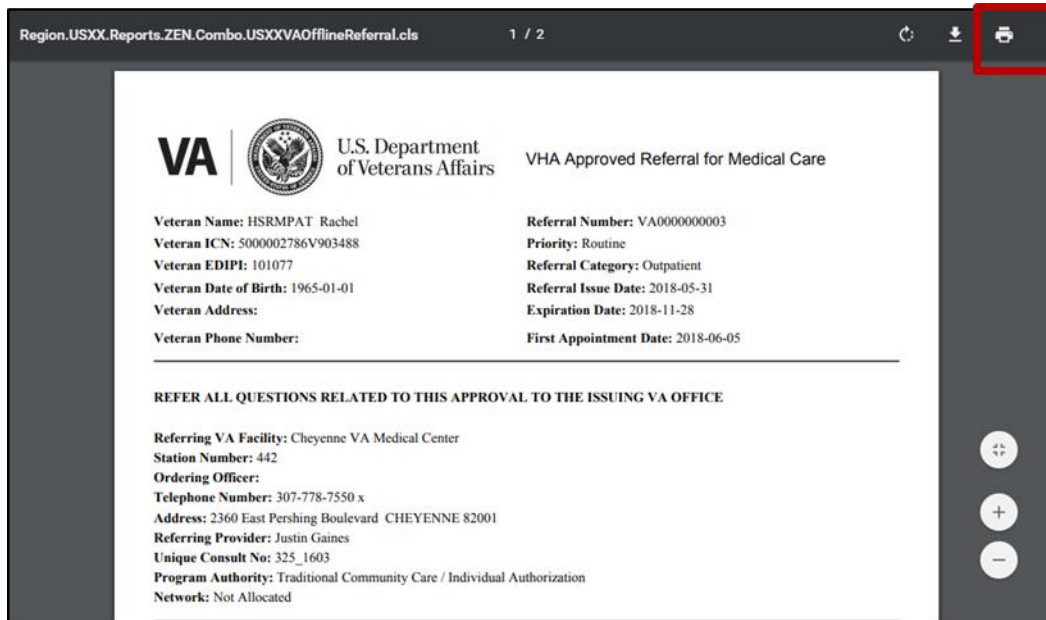 Region.USXX.Reports.ZEN.Combo.USXXVAOfflineReferral.cls 1 / 2
VA U.S. Department
of Veterans Affairs
VHA Approved Referral for Medical Care
Veteran Name: HSRMPAT Rachel
Veteran ICN: 5000002786V903488
Veteran EDIPI: 101077
Veteran Date of Birth: 1965-01-01
Veteran Address:
Veteran Phone Number:
Referral Number: VA0000000003
Priority: Routine
Referral Category: Outpatient
Referral Issue Date: 2018-05-31
Expiration Date: 2018-11-28
First Appointment Date: 2018-06-05
REFER ALL QUESTIONS RELATED TO THIS APPROVAL TO THE ISSUING VA OFFICE
Referring VA Facility: Cheyenne VA Medical Center
Station Number: 442
Ordering Officer:
Telephone Number: 307-778-7550 x
Address: 2360 East Pershing Boulevard CHEYENNE 82001
Referring Provider: Justin Gaines
Unique Consult No: 325_1603
Program Authority: Traditional Community Care / Individual Authorization
Network: Not Allocated